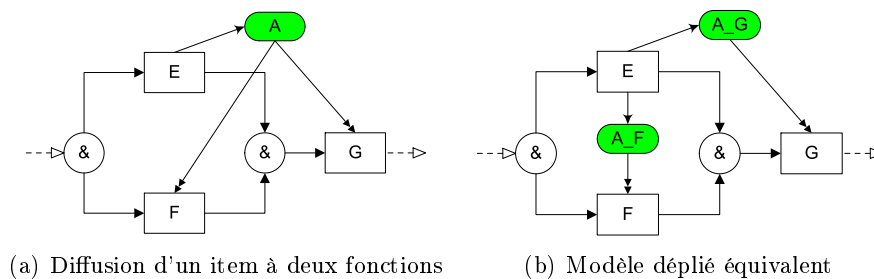 A
E
&
&
G
F
A_G
E
A_F
&
&
G
F
(a) Diffusion d'un item à deux fonctions
(b) Modèle déplié équivalent